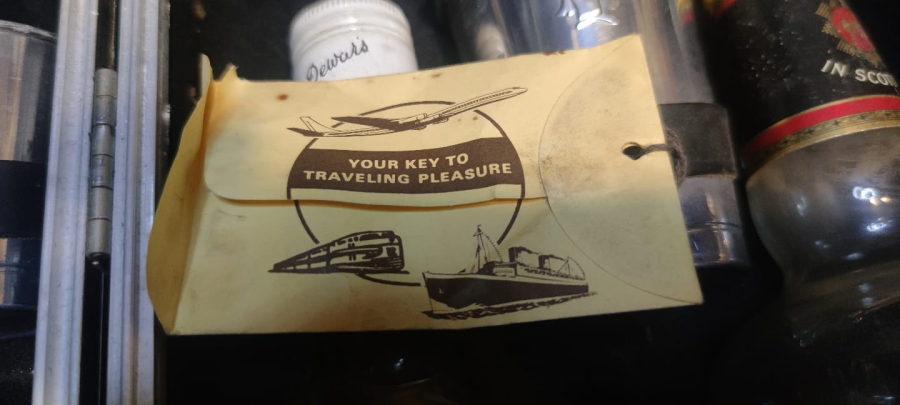 Dewar's
YOUR KEY TO
TRAVELING PLEASURE
IN SCOT